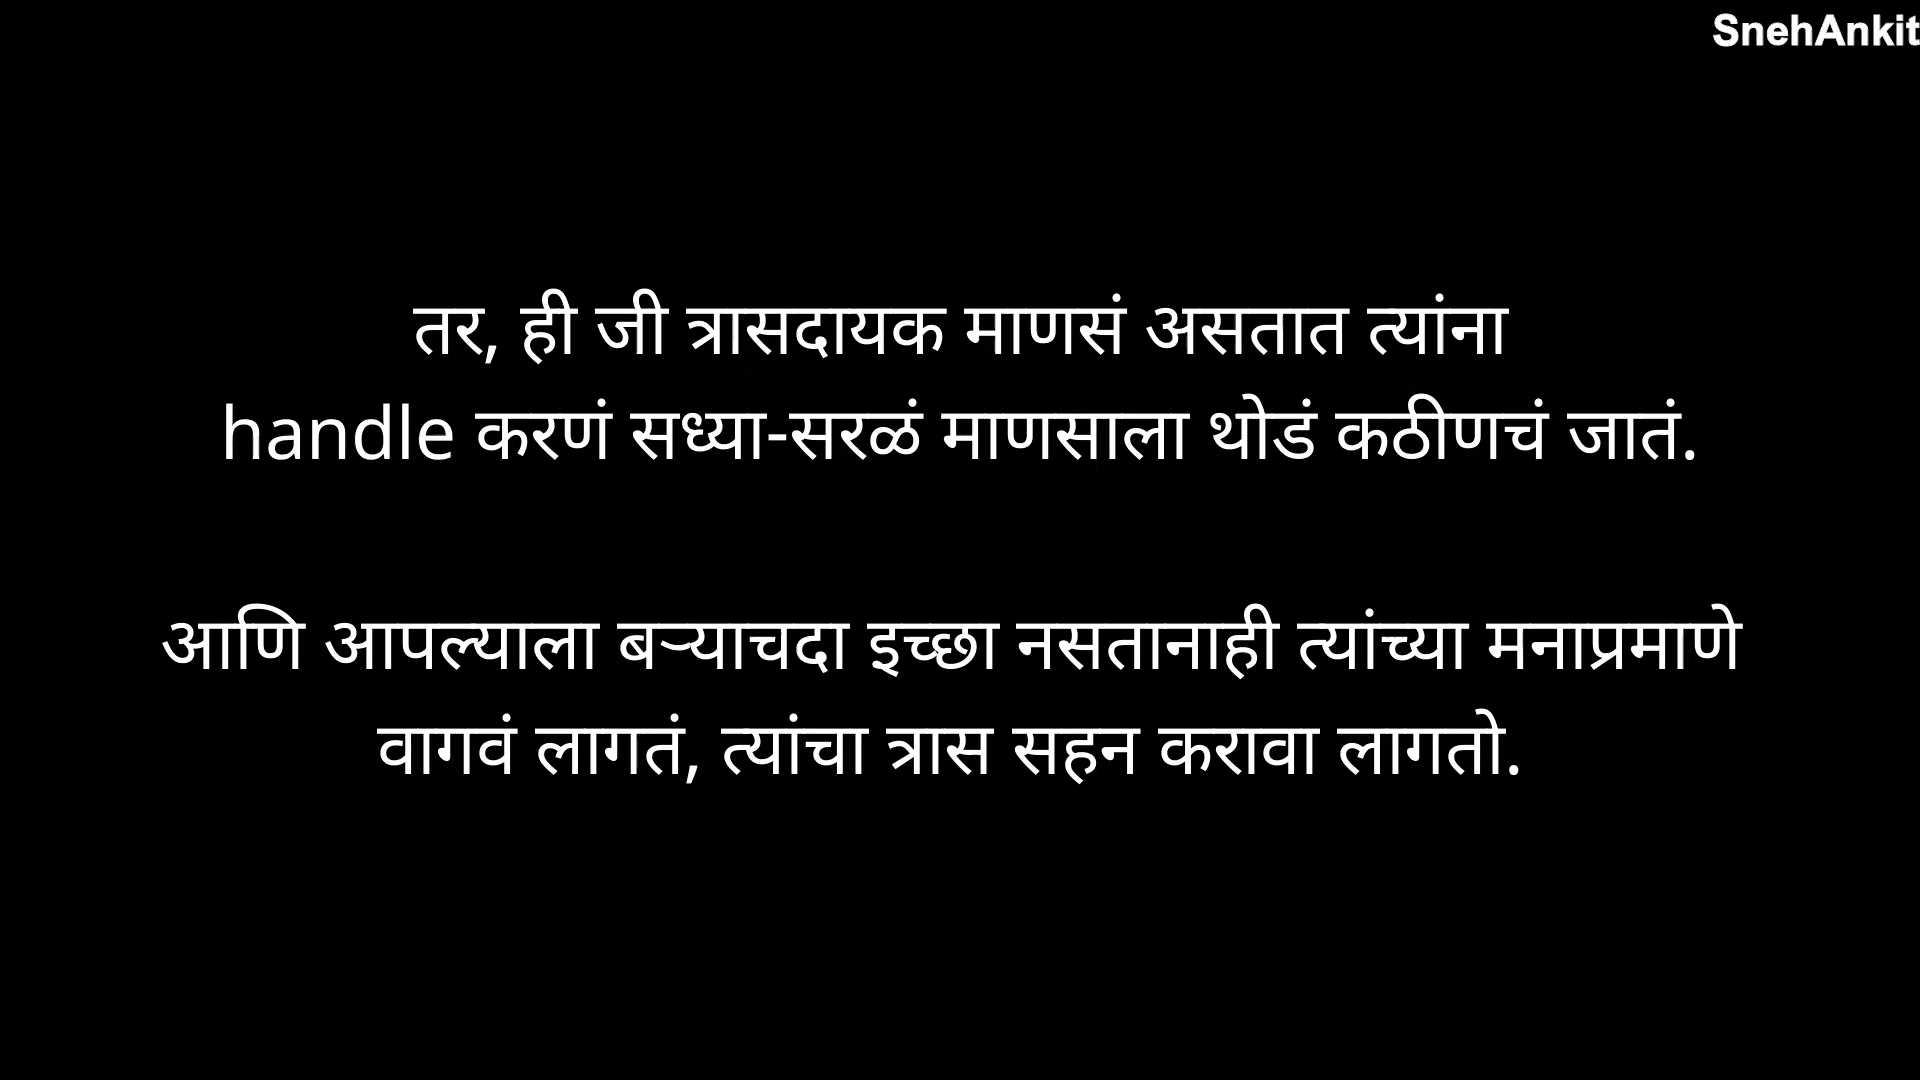 SnehAnkit
तर, ही जी त्रासदायक माणसं असतात त्यांना
handle करणं सध्या-सरळं माणसाला थोडं कठीणचं जातं.
आणि आपल्याला बऱ्याचदा इच्छा नसतानाही त्यांच्या मनाप्रमाणे
वागवं लागतं, त्यांचा त्रास सहन करावा लागतो.